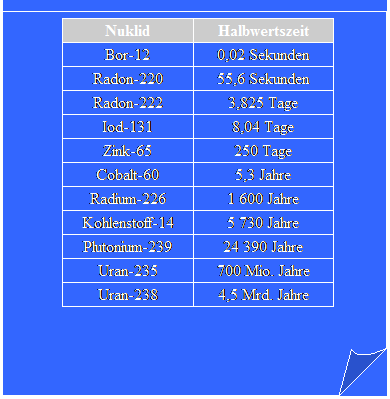 Nuklid Halbwertszeit
Bor-12 0,02 Sekunden
Radon-220 55,6 Sekunden
Radon-222 3,825 Tage
Iod-131 8,04 Tage
Zink-65 250 Tage
Cobalt-60 5,3 Jahre
Radium-226 1 600 Jahre
Kohlenstoff-14 5 730 Jahre
Plutonium-239 24 390 Jahre
Uran-235 700 Mio. Jahre
Uran-238 4,5 Mrd. Jahre